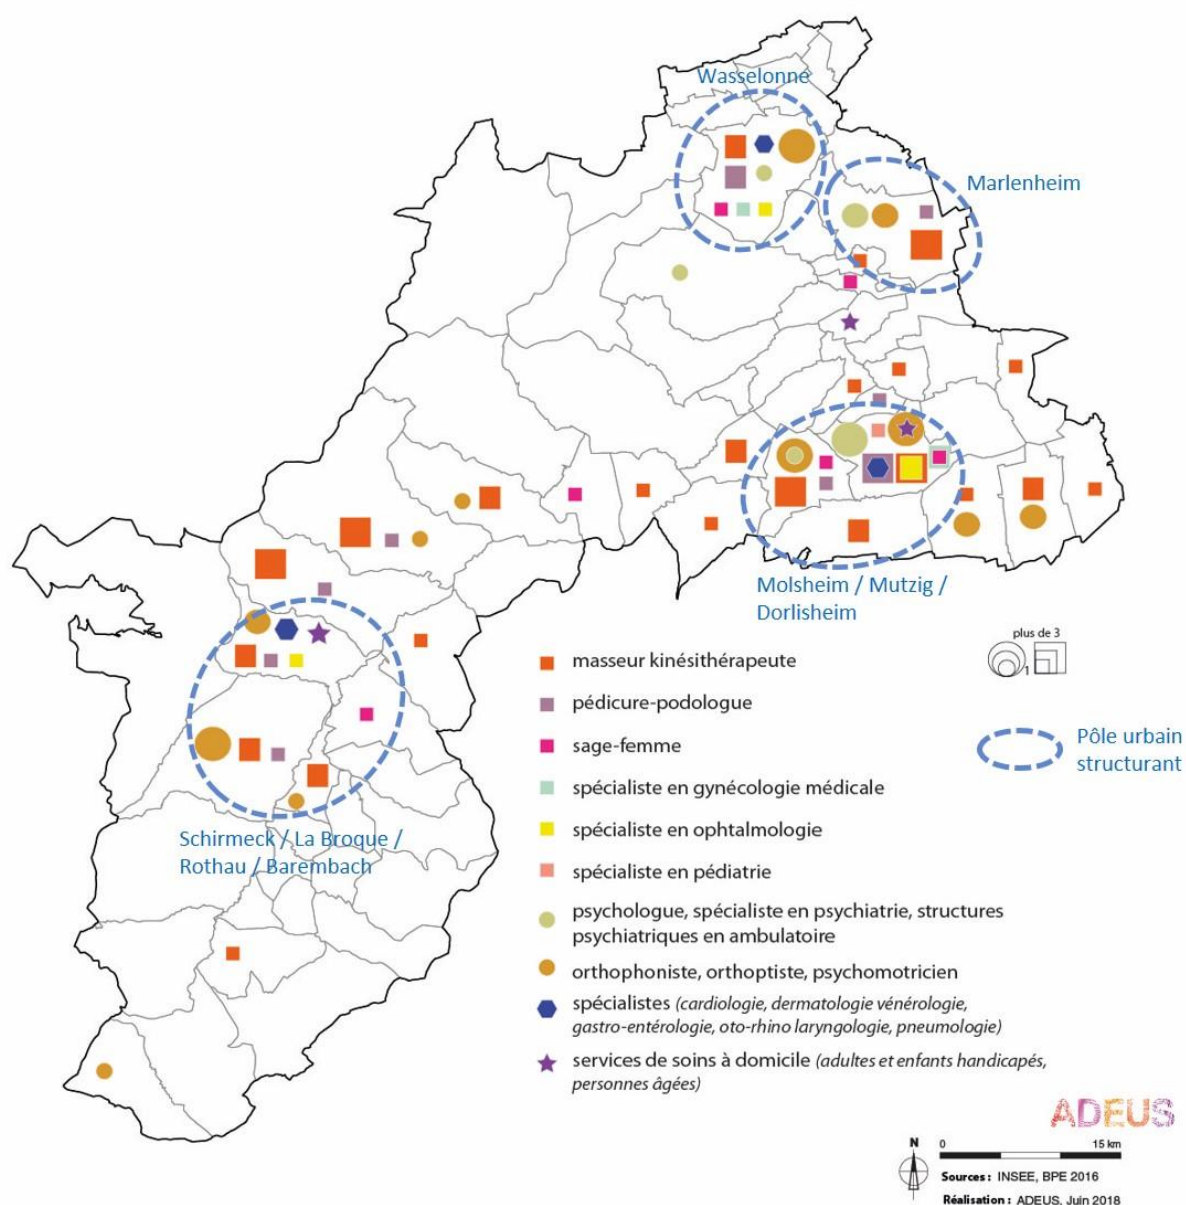 Wasselonne
Marlenheim
Molsheim / Mutzig /
Dorlisheim
plus de 3
1
masseur kinésithérapeute
pédicure-podologue
sage-femme
Pôle urbain
structurant
spécialiste en gynécologie médicale
spécialiste en ophtalmologie
Schirmeck / La Broque /
Rothau / Barembach
spécialiste en pédiatrie
psychologue, spécialiste en psychiatrie, structures
psychiatriques en ambulatoire
orthophoniste, orthoptiste, psychomotricien
spécialistes (cardiologie, dermatologie vénérologie,
gastro-entérologie, oto-rhino laryngologie, pneumologie)
services de soins à domicile (adultes et enfants handicapés,
personnes âgées)
ADEUS
N
0 15 km
Sources : INSEE, BPE 2016
Réalisation : ADEUS, Juin 2018